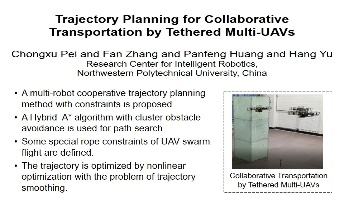 Trajectory Planning for Collaborative
Transportation by Tethered Multi-UAVs
Chongxu Pei and Fan Zhang and Panfeng Huang and Hang Yu
Research Center for Intelligent Robotics,
Northwestern Polytechnical University, China
• A multi-robot cooperative trajectory planning
method with constraints is proposed
• A Hybrid A* algorithm with cluster obstacle
avoidance is used for path search
• Some special rope constraints of UAV swarm
flight are defined.
• The trajectory is optimized by nonlinear
optimization with the problem of trajectory
smoothing.
Collaborative Transportation
by Tethered Multi-UAVs